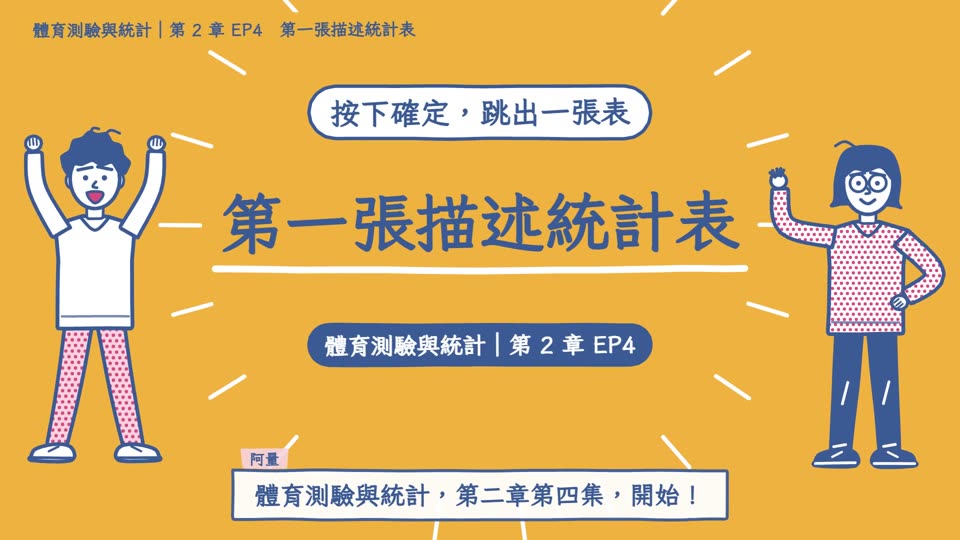 體育測驗與統計｜第 2 章 EP4　第一張描述統計表
按下確定，跳出一張表
第一張描述統計表
體育測驗與統計｜第 2 章 EP4
阿量
體育測驗與統計，第二章第四集，開始！